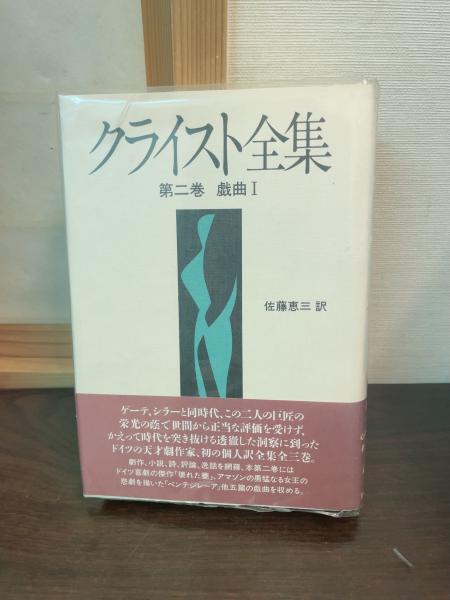 クライスト全集
第二巻 戯曲Ⅰ
佐藤恵三 訳
ゲーテ、シラーと同時代、この二人の巨匠の
栄光の蔭で世間から正当な評価を受けず、
かえって時代を突き抜ける透徹した洞察に到った
ドイツの天才劇作家、初の個人訳全集全三巻。
劇作、小説、詩、評論、逸話を網羅、本第二巻には
ドイツ喜劇の傑作「壊れた甕」、アマゾンの勇猛なる女王の
悲劇を描いた「ペンテジレーア」他五篇の戯曲を収める。